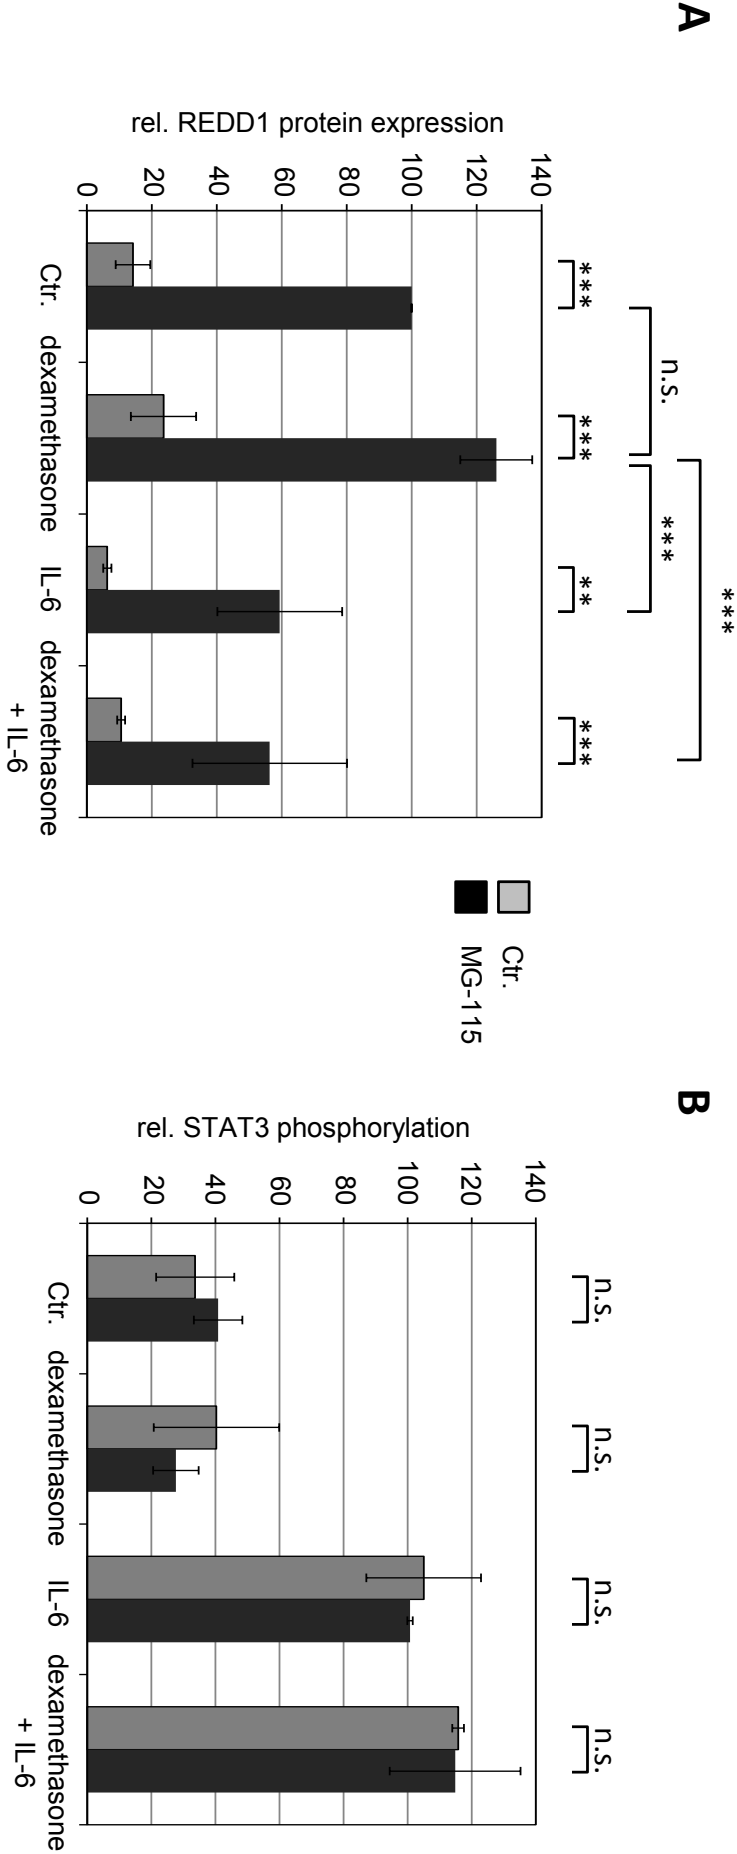 A
rel. REDD1 protein expression
140
120
100
80
60
40
20
0
***
***
**
***
n.s.
***
***
Ctr.
dexamethasone
IL-6
dexamethasone
+ IL-6
Ctr.
MG-115
B
rel. STAT3 phosphorylation
140
120
100
80
60
40
20
0
n.s.
n.s.
n.s.
n.s.
Ctr.
dexamethasone
IL-6
dexamethasone
+ IL-6